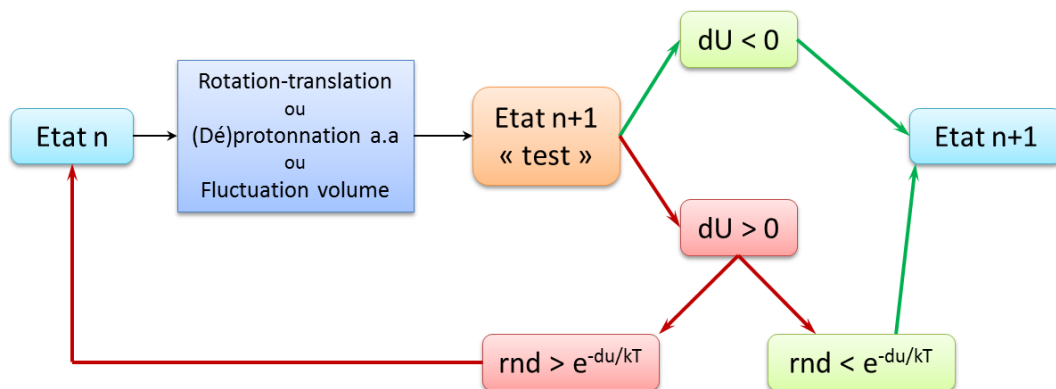 Etat n
Rotation-translation
ou
(Dé)protonnation a.a
ou
Fluctuation volume
Etat n+1
« test »
dU < 0
dU > 0
rnd > e-du/kT
rnd < e-du/kT
Etat n+1